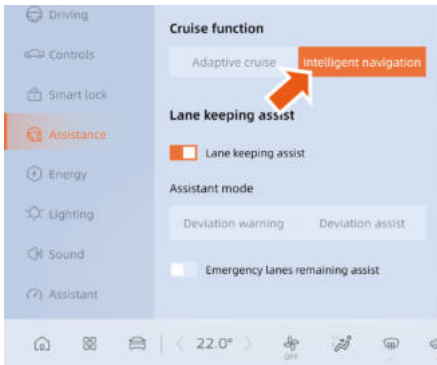 Driving
Controls
Smart lock
Assistance
Energy
Lighting
Sound
Assistant
Cruise function
Adaptive cruise
Intelligent navigation
Lane keeping assist
Lane keeping assist
Assistant mode
Deviation warning
Deviation assist
Emergency lanes remaining assist
22.0°
OFF